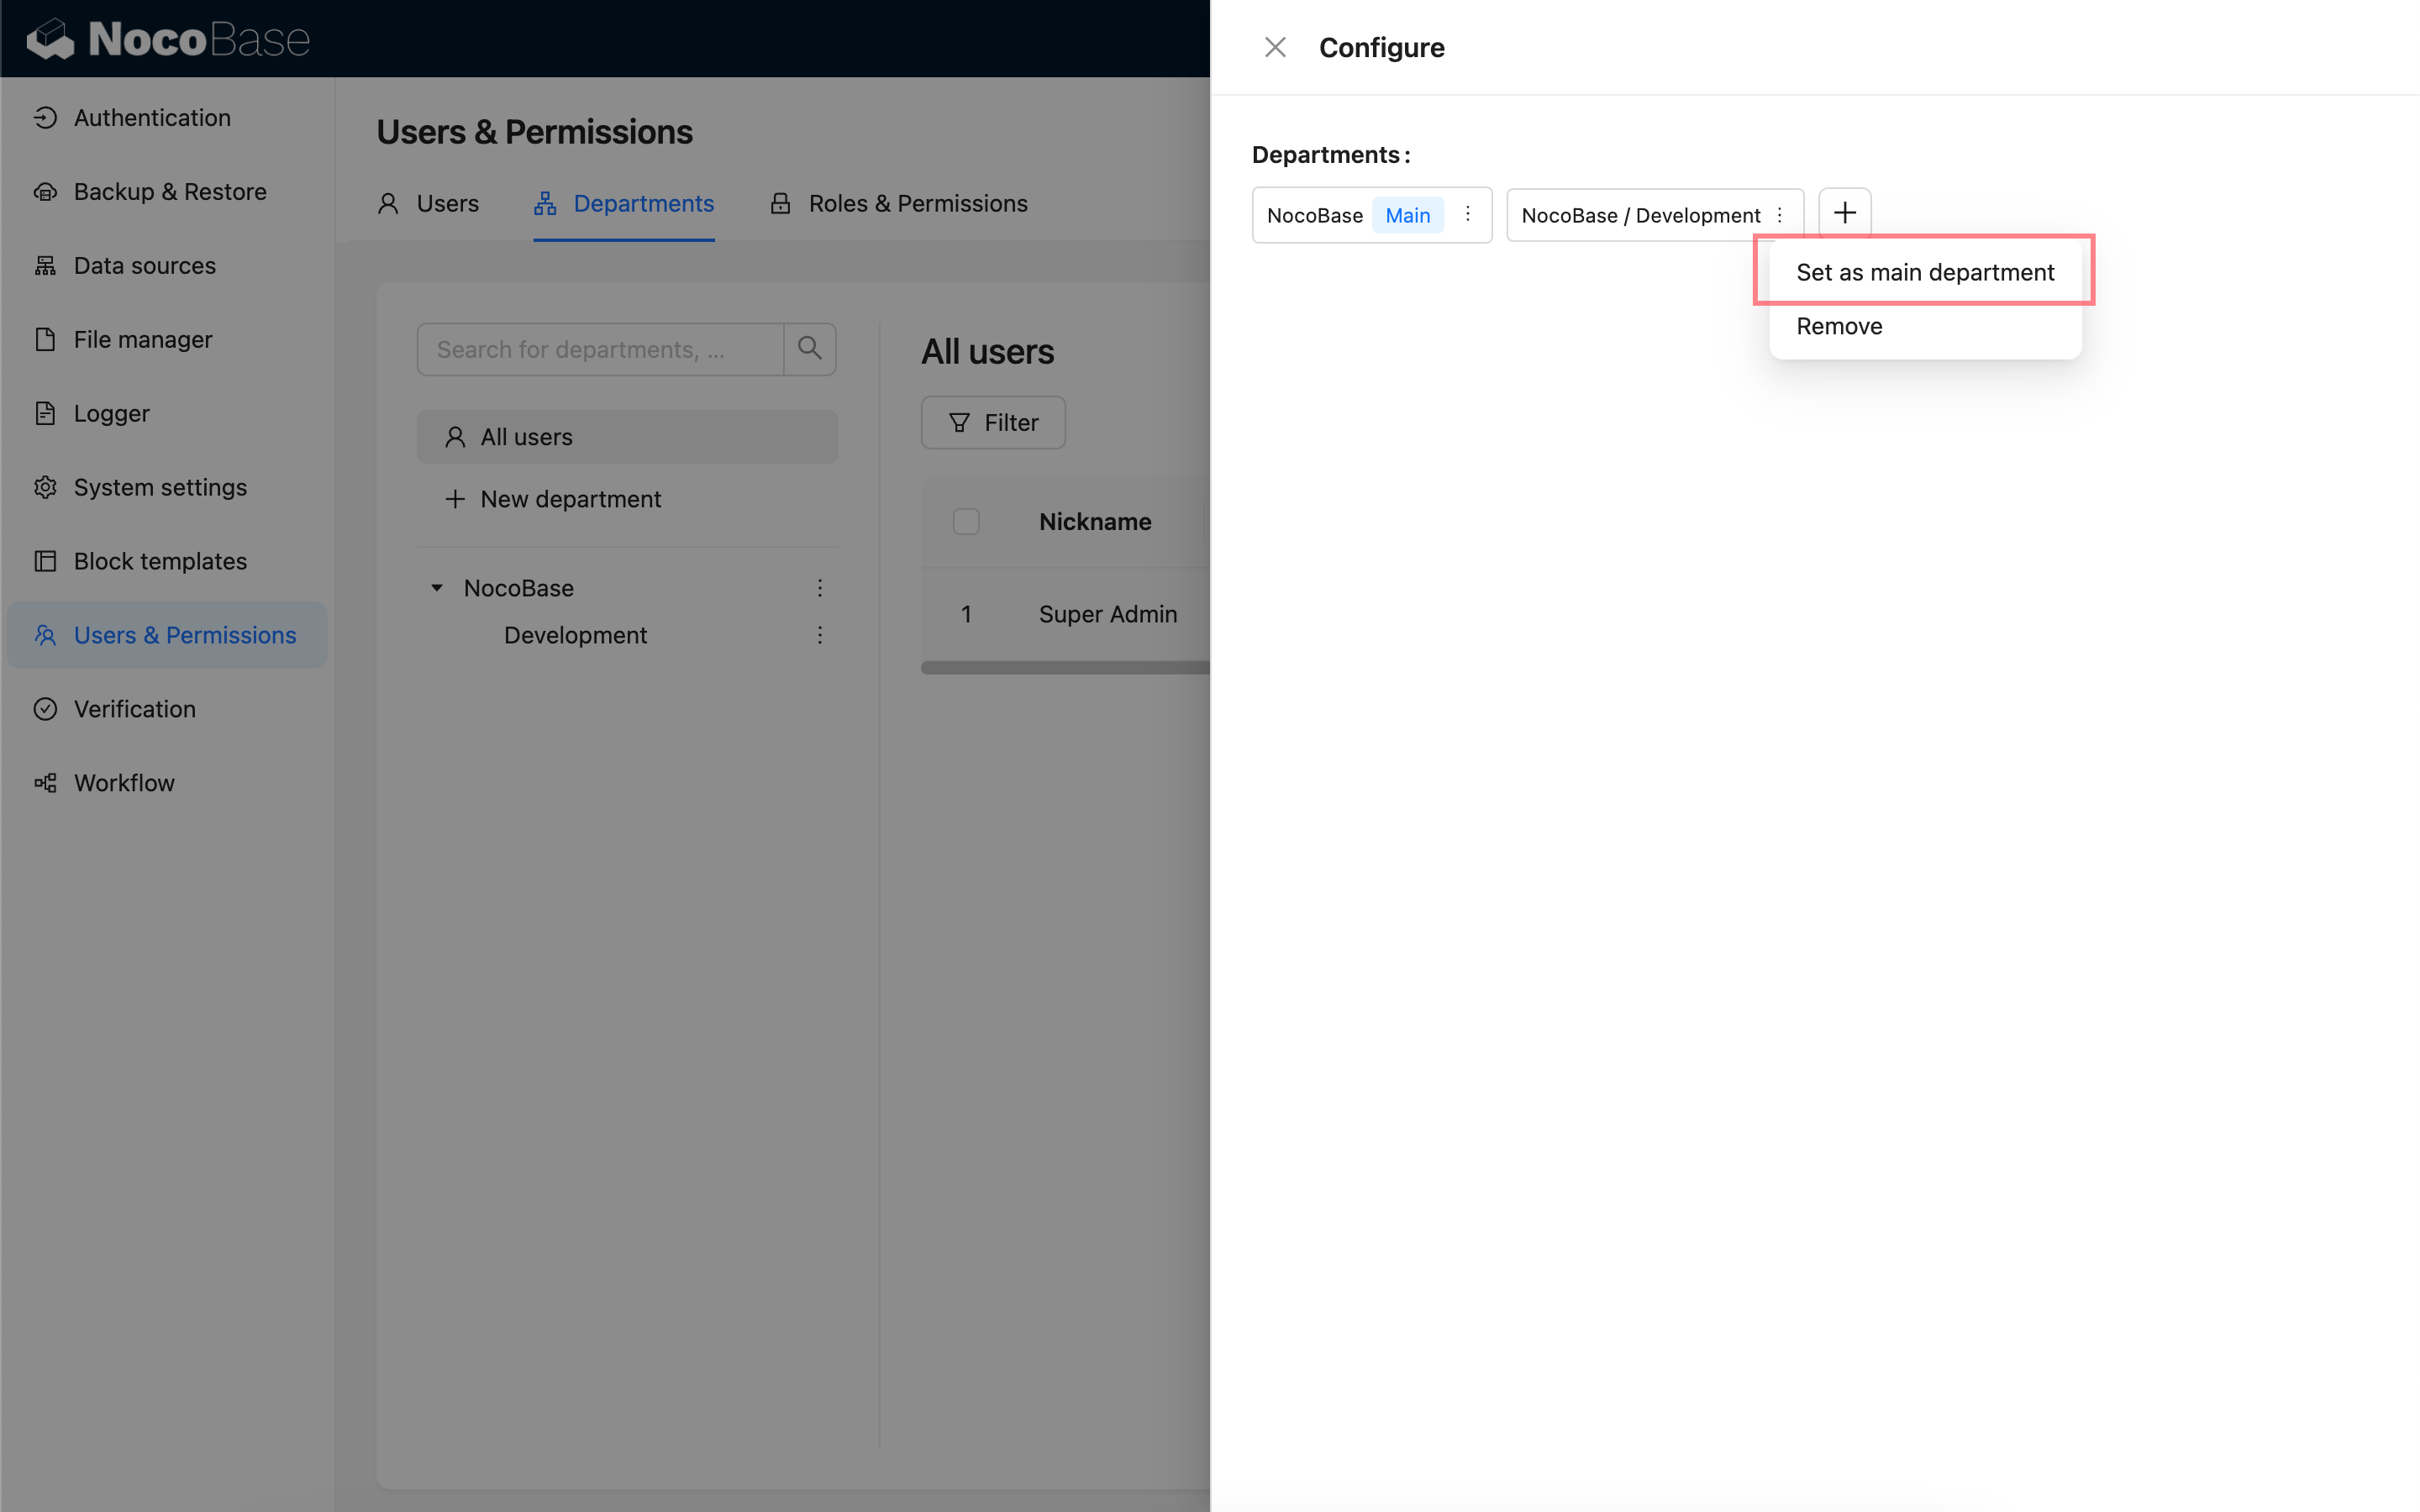 NocoBase
Authentication
Backup & Restore
Data sources
File manager
Logger
System settings
Block templates
Users & Permissions
Verification
Workflow
Users & Permissions
Users
Departments
Roles & Permissions
Search for departments, ...
All users
New department
NocoBase
Development
All users
Filter
Nickname
1 Super Admin
Configure
Departments :
NocoBase Main
NocoBase / Development
Set as main department
Remove